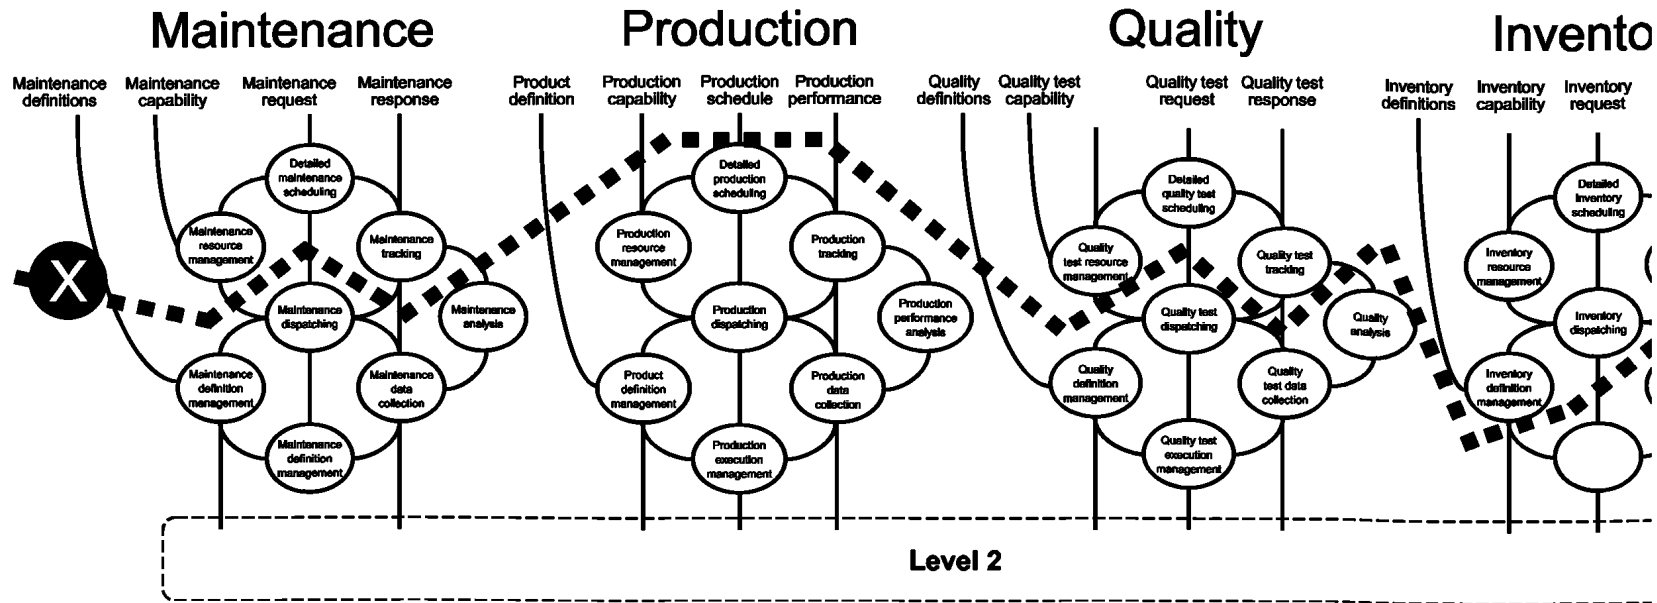 Maintenance
Production
Quality
Invento
Maintenance
definitions
Maintenance
capability
Maintenance
request
Maintenance
response
Product
definition
Production
capability
Production
schedule
Production
performance
Quality
definitions
Quality test
capability
Quality test
request
Quality test
response
Inventory
definitions
Inventory
capability
Inventory
request
Detailed
maintenance
scheduling
Maintenance
resource
management
Maintenance
tracking
Maintenance
dispatching
Maintenance
analysis
Maintenance
definition
management
Maintenance
data
collection
Maintenance
definition
management
X
Detailed
production
scheduling
Production
resource
management
Production
tracking
Production
dispatching
Production
performance
analysis
Product
definition
management
Production
data
collection
Production
execution
management
Detailed
quality test
scheduling
Quality
test resource
management
Quality test
tracking
Quality test
dispatching
Quality
analysis
Quality
definition
management
Quality
test data
collection
Quality test
execution
management
Detailed
Inventory
scheduling
Inventory
resource
management
Inventory
dispatching
Inventory
definition
management
Level 2